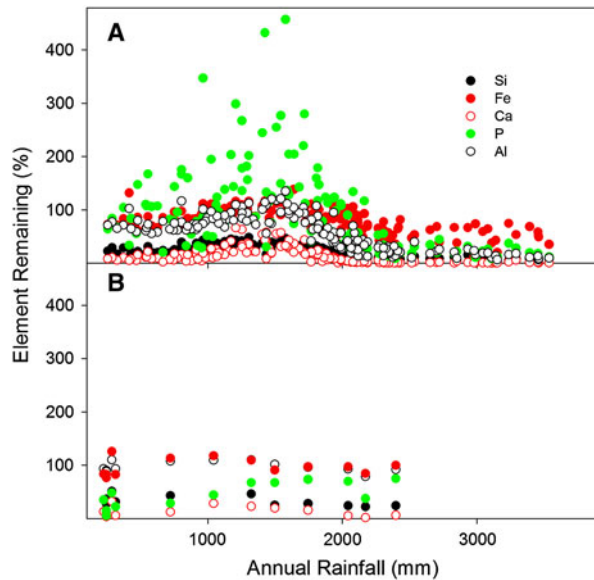 A
400
300
200
100
Si
Fe
Ca
P
Al
B
400
300
200
100
Element Remaining (%)
1000 2000 3000
Annual Rainfall (mm)